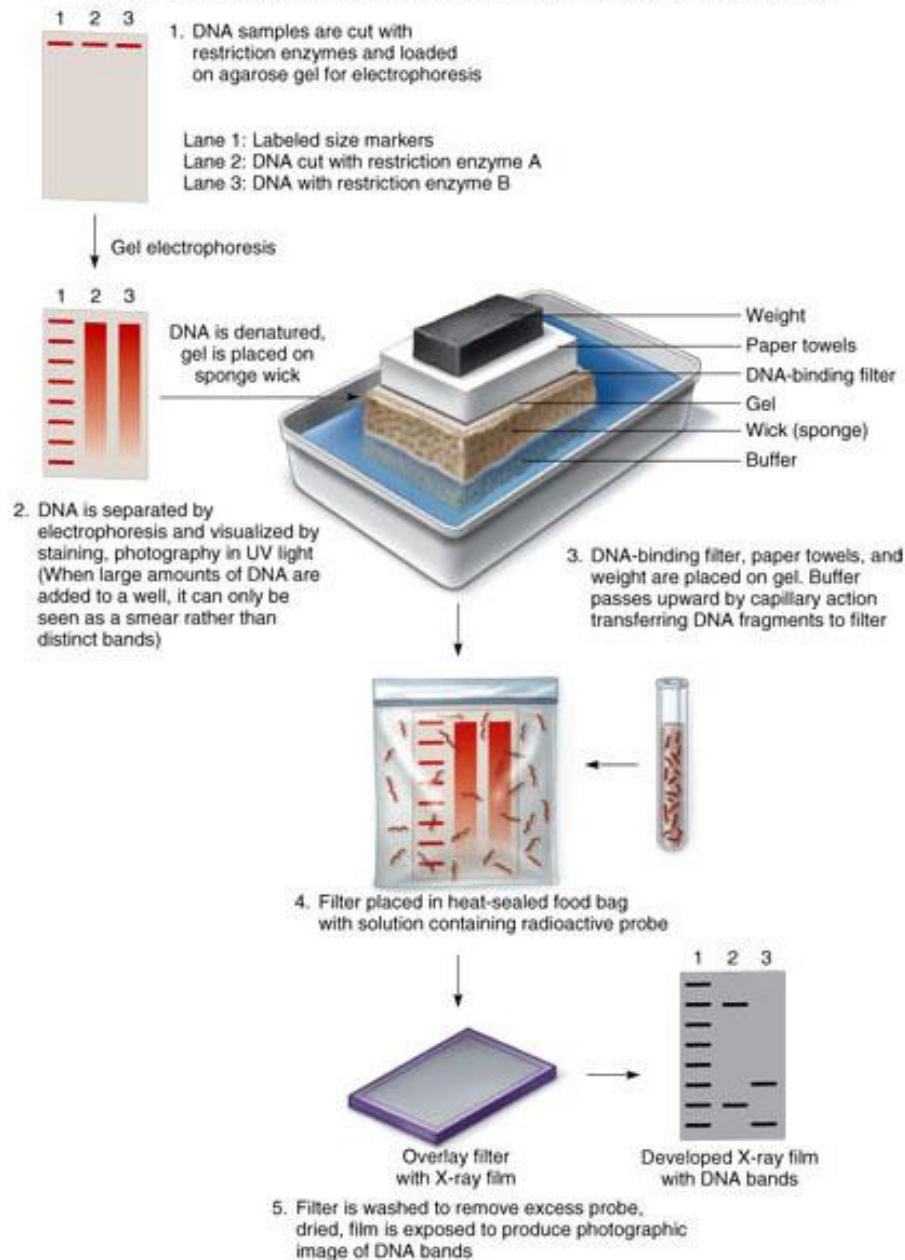 1 2 3
1. DNA samples are cut with
restriction enzymes and loaded
on agarose gel for electrophoresis
Lane 1: Labeled size markers
Lane 2: DNA cut with restriction enzyme A
Lane 3: DNA with restriction enzyme B
Gel electrophoresis
1 2 3
DNA is denatured,
gel is placed on
sponge wick
Weight
Paper towels
DNA-binding filter
Gel
Wick (sponge)
Buffer
2. DNA is separated by
electrophoresis and visualized by
staining, photography in UV light
(When large amounts of DNA are
added to a well, it can only be
seen as a smear rather than
distinct bands)
3. DNA-binding filter, paper towels, and
weight are placed on gel. Buffer
passes upward by capillary action
transferring DNA fragments to filter
4. Filter placed in heat-sealed food bag
with solution containing radioactive probe
1 2 3
Overlay filter
with X-ray film
Developed X-ray film
with DNA bands
5. Filter is washed to remove excess probe,
dried, film is exposed to produce photographic
image of DNA bands